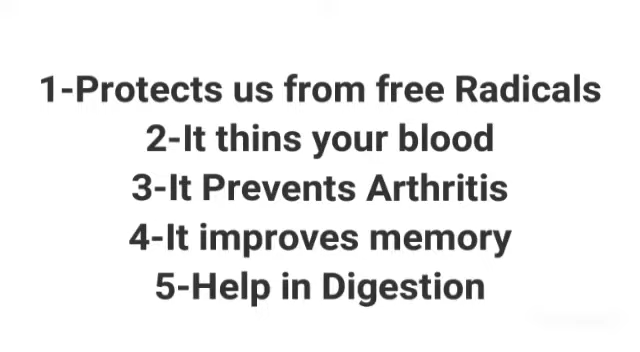 1-Protects us from free Radicals
2-It thins your blood
3-It Prevents Arthritis
4-It improves memory
5-Help in Digestion